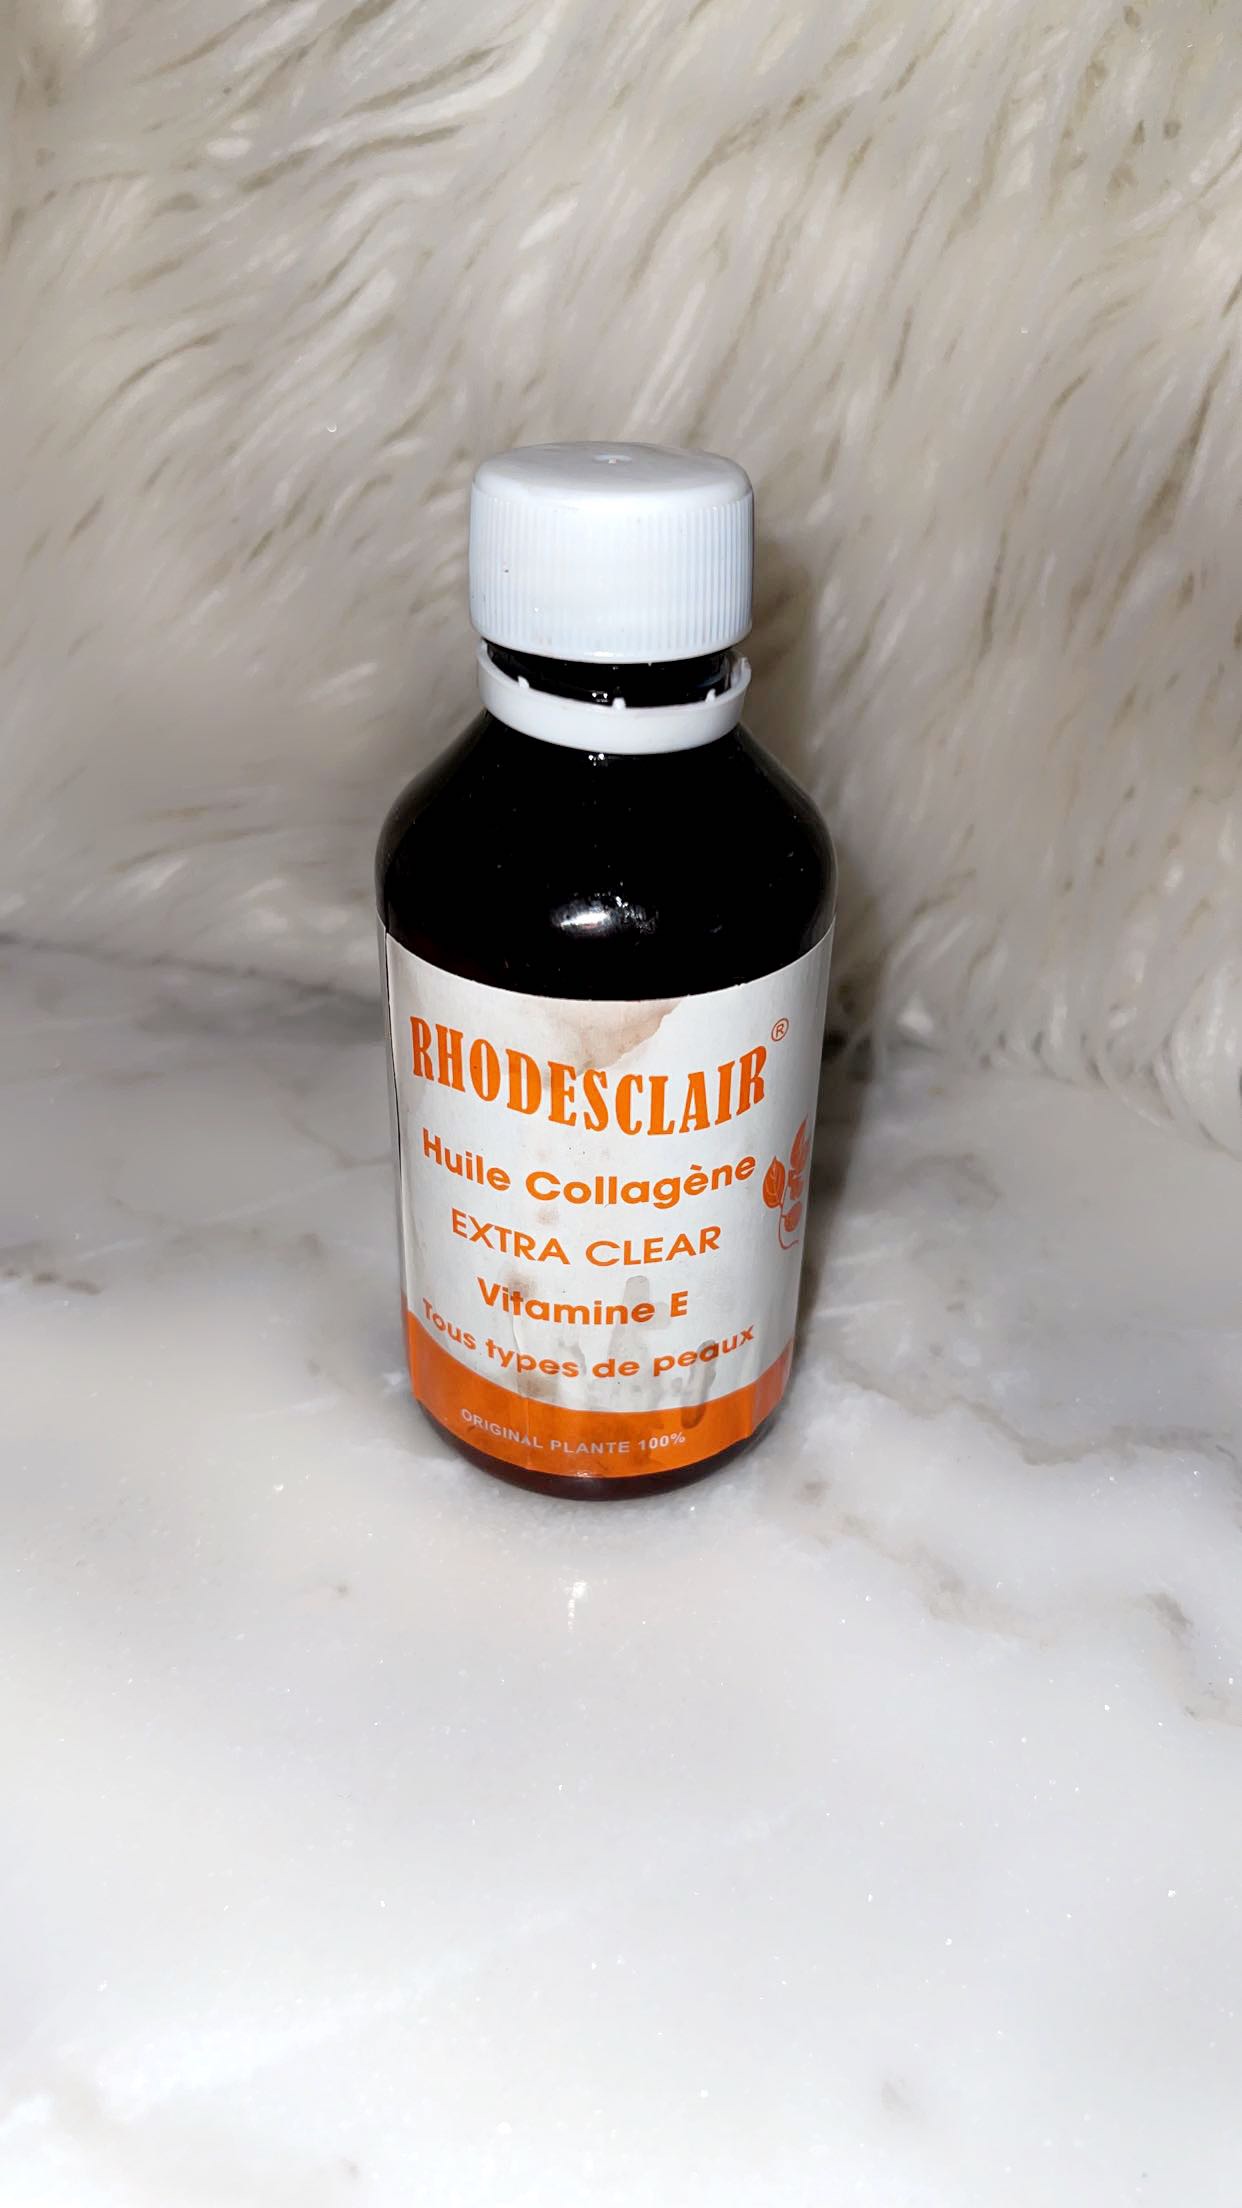 RHODESCLAIR®
Huile Collagène
EXTRA CLEAR
Vitamine E
Tous types de peaux
ORIGINAL PLANTE 100%